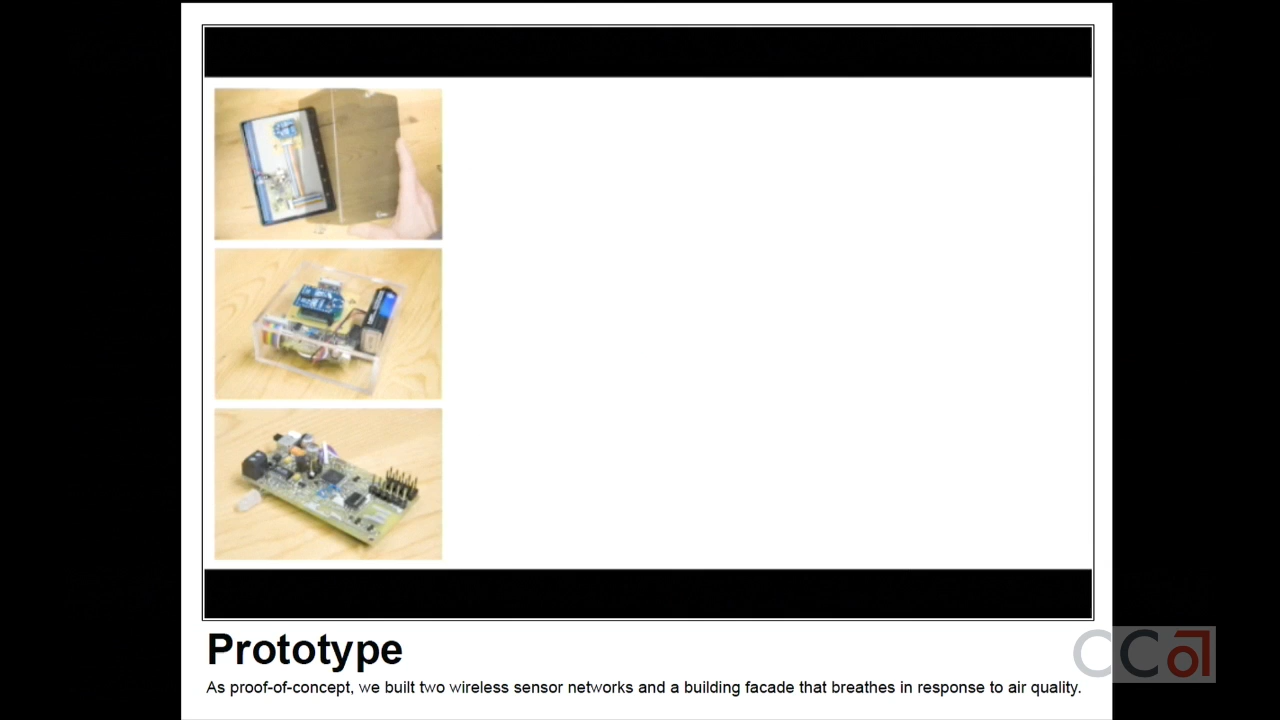 Prototype
As proof-of-concept, we built two wireless sensor networks and a building facade that breathes in response to air quality.
CCA